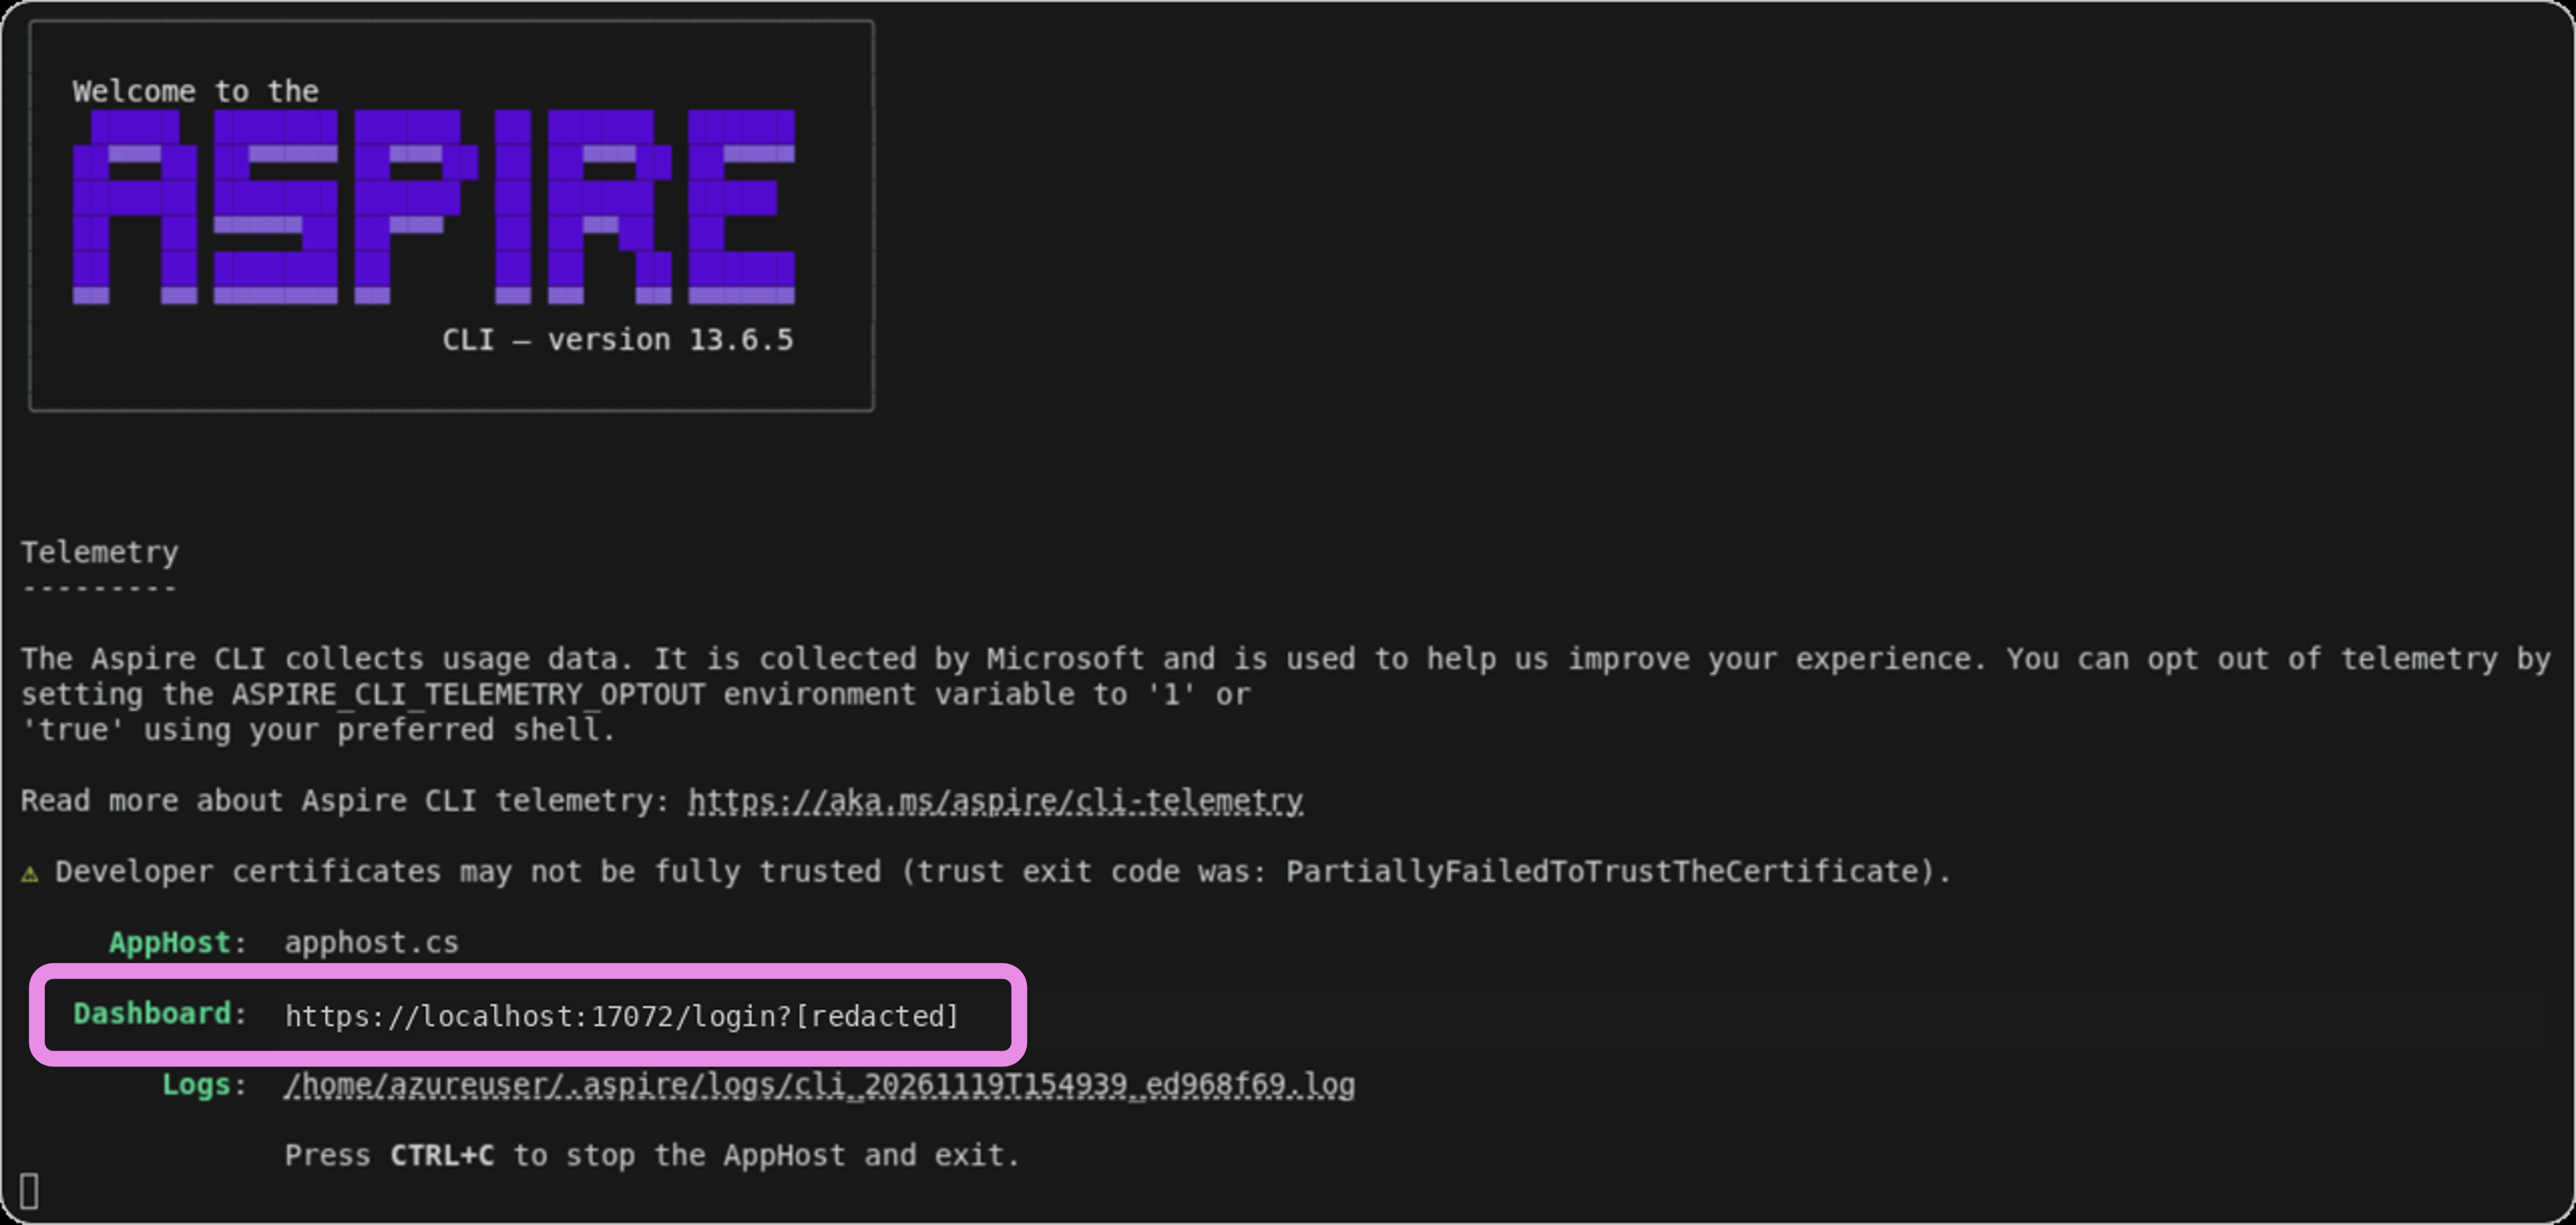 Welcome to the
ASPIRE
CLI — version 13.6.5
Telemetry
---------
The Aspire CLI collects usage data. It is collected by Microsoft and is used to help us improve your experience. You can opt out of telemetry by
setting the ASPIRE_CLI_TELEMETRY_OPTOUT environment variable to '1' or
'true' using your preferred shell.
Read more about Aspire CLI telemetry: https://aka.ms/aspire/cli-telemetry
⚠ Developer certificates may not be fully trusted (trust exit code was: PartiallyFailedToTrustTheCertificate).
AppHost: apphost.cs
Dashboard: https://localhost:17072/login?[redacted]
Logs: /home/azureuser/.aspire/logs/cli_20261119T154939_ed968f69.log
Press CTRL+C to stop the AppHost and exit.